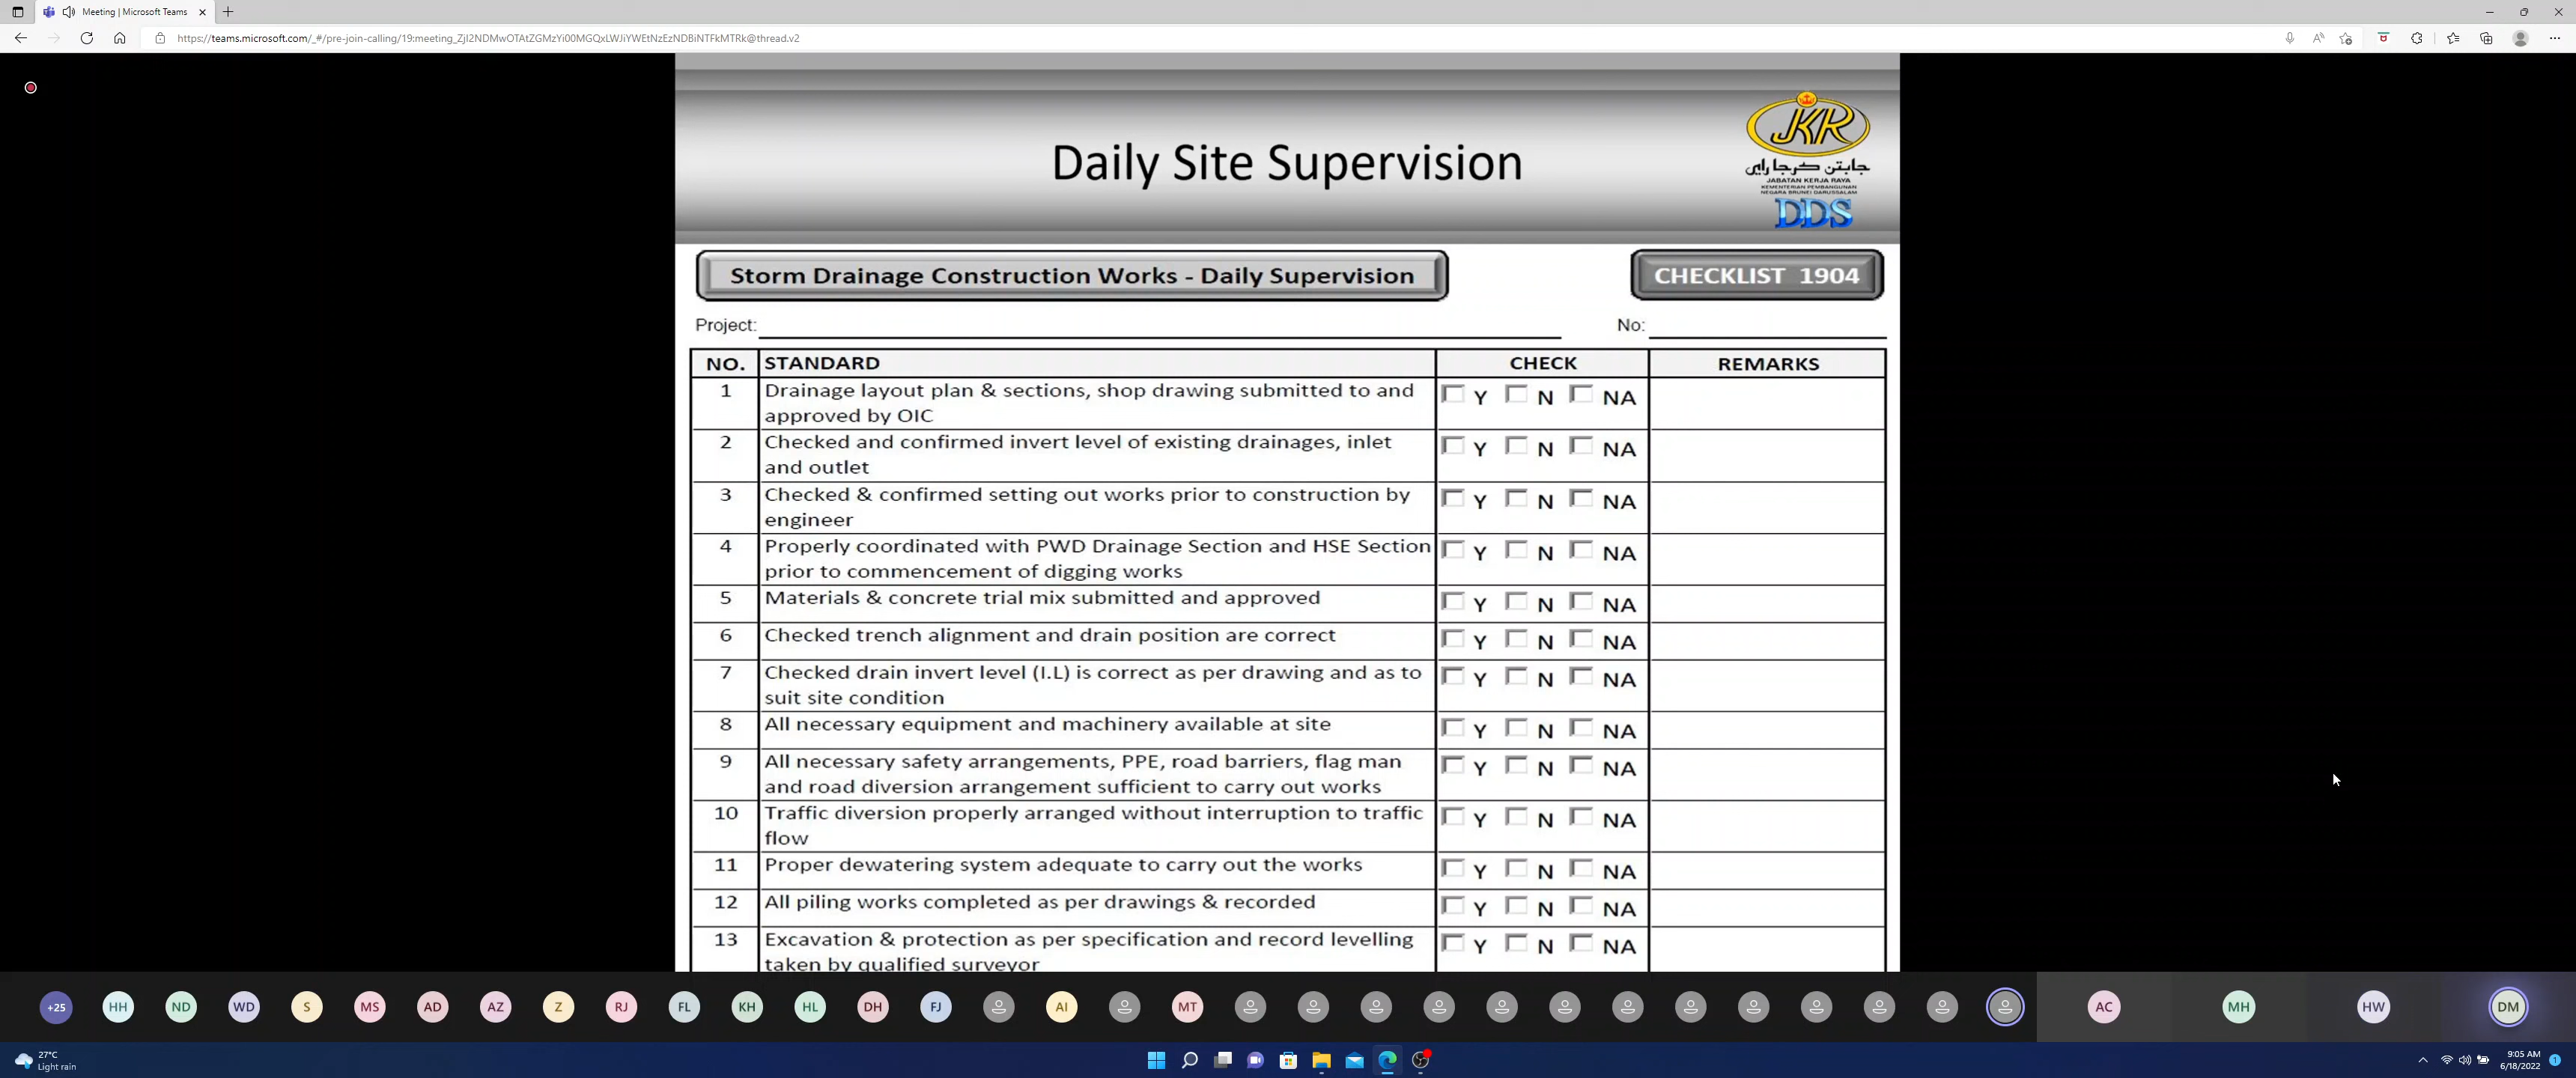 Meeting | Microsoft Teams
https://teams.microsoft.com/_#/pre-join-calling/19:meeting_ZjI2NDMwOTAtZGMzYi00MGQxLWJiYWEtNzEzNDBiNTFkMTRk@thread.v2
Daily Site Supervision
JKR
جابتن كرجا راي
JABATAN KERJA RAYA
KEMENTERIAN PEMBANGUNAN
NEGARA BRUNEI DARUSSALAM
DDS
Storm Drainage Construction Works - Daily Supervision
CHECKLIST 1904
Project:
No:
NO. STANDARD CHECK REMARKS
1 Drainage layout plan & sections, shop drawing submitted to and Y N NA
approved by OIC
2 Checked and confirmed invert level of existing drainages, inlet Y N NA
and outlet
3 Checked & confirmed setting out works prior to construction by Y N NA
engineer
4 Properly coordinated with PWD Drainage Section and HSE Section Y N NA
prior to commencement of digging works
5 Materials & concrete trial mix submitted and approved Y N NA
6 Checked trench alignment and drain position are correct Y N NA
7 Checked drain invert level (I.L) is correct as per drawing and as to Y N NA
suit site condition
8 All necessary equipment and machinery available at site Y N NA
9 All necessary safety arrangements, PPE, road barriers, flag man Y N NA
and road diversion arrangement sufficient to carry out works
10 Traffic diversion properly arranged without interruption to traffic Y N NA
flow
11 Proper dewatering system adequate to carry out the works Y N NA
12 All piling works completed as per drawings & recorded Y N NA
13 Excavation & protection as per specification and record levelling Y N NA
taken by qualified surveyor
+25 HH ND WD S MS AD AZ Z RJ FL KH HL DH FJ AI MT AC MH HW DM
27°C
Light rain
9:05 AM
6/18/2022
1